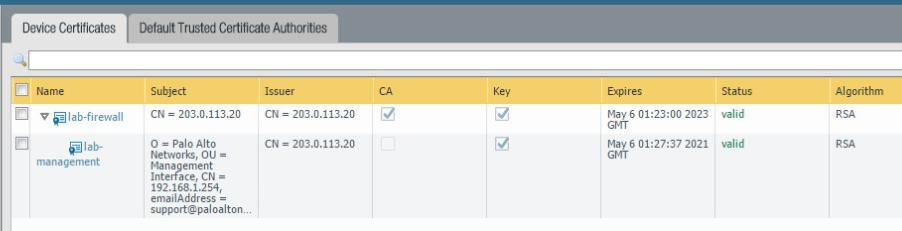 Device Certificates
Default Trusted Certificate Authorities
Name Subject Issuer CA Key Expires Status Algorithm
lab-firewall CN = 203.0.113.20 CN = 203.0.113.20 May 6 01:23:00 2023 GMT valid RSA
lab-management
O = Palo Alto
Networks, OU =
Management
Interface, CN =
192.168.1.254,
emailAddress =
support@paloalton...
CN = 203.0.113.20
May 6 01:27:37 2021
GMT
valid
RSA